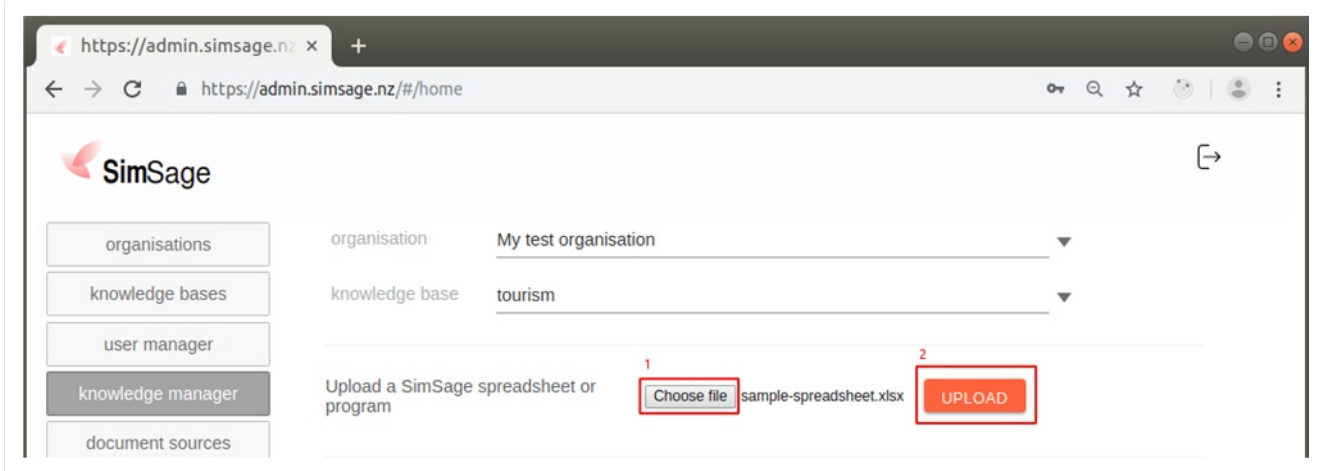 https://admin.simsage.nz
https://admin.simsage.nz/#/home
SimSage
organisations
organisation My test organisation
knowledge bases
knowledge base tourism
user manager
1 2
knowledge manager
Upload a SimSage spreadsheet or
program
Choose file sample-spreadsheet.xlsx UPLOAD
document sources